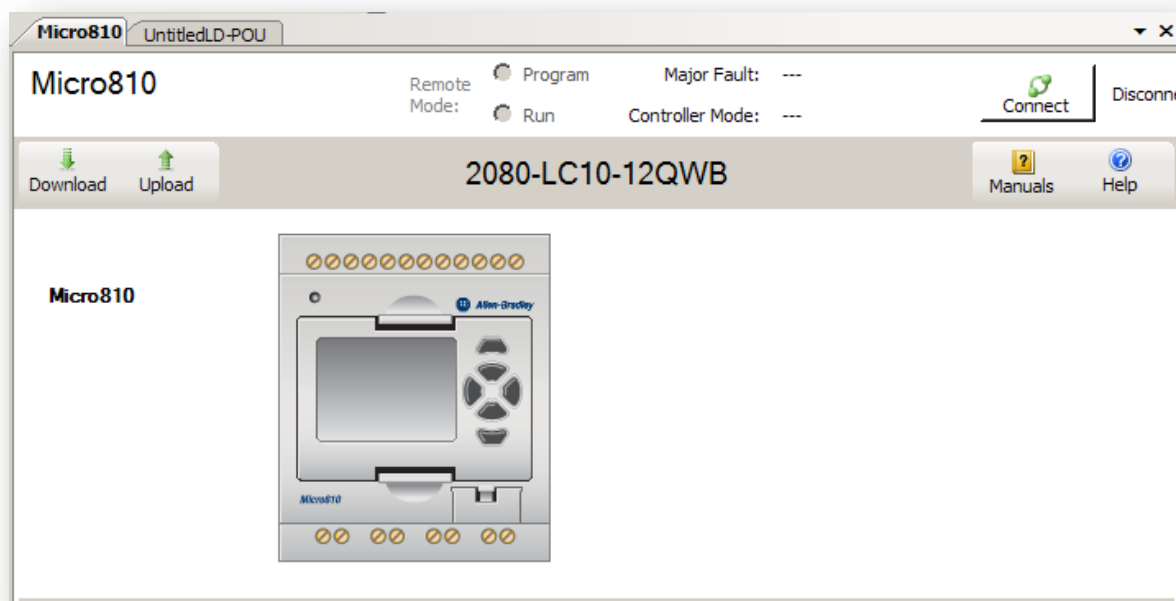 Micro810 UntitledLD-POU
Micro810
Remote Mode:
Program
Run
Major Fault: ---
Controller Mode: ---
Connect
Disconne
Download
Upload
2080-LC10-12QWB
Manuals
Help
Micro810
Allen-Bradley
Micro810